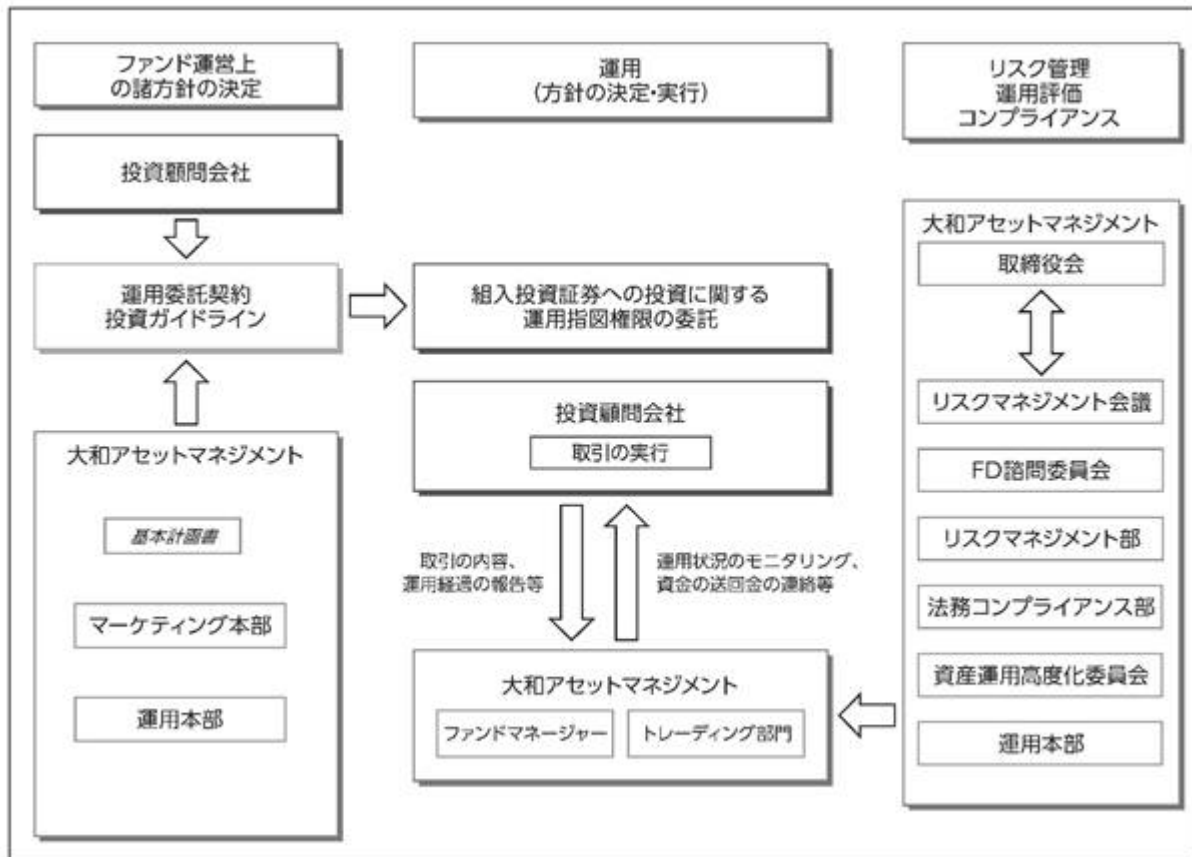 ファンド運営上
の諸方針の決定
投資顧問会社
運用委託契約
投資ガイドライン
大和アセットマネジメント
基本計画書
マーケティング本部
運用本部
運用
(方針の決定・実行)
組入投資証券への投資に関する
運用指図権限の委託
投資顧問会社
取引の実行
取引の内容、
運用経過の報告等
運用状況のモニタリング、
資金の送回金の連絡等
大和アセットマネジメント
ファンドマネージャー
トレーディング部門
リスク管理
運用評価
コンプライアンス
大和アセットマネジメント
取締役会
リスクマネジメント会議
FD諮問委員会
リスクマネジメント部
法務コンプライアンス部
資産運用高度化委員会
運用本部